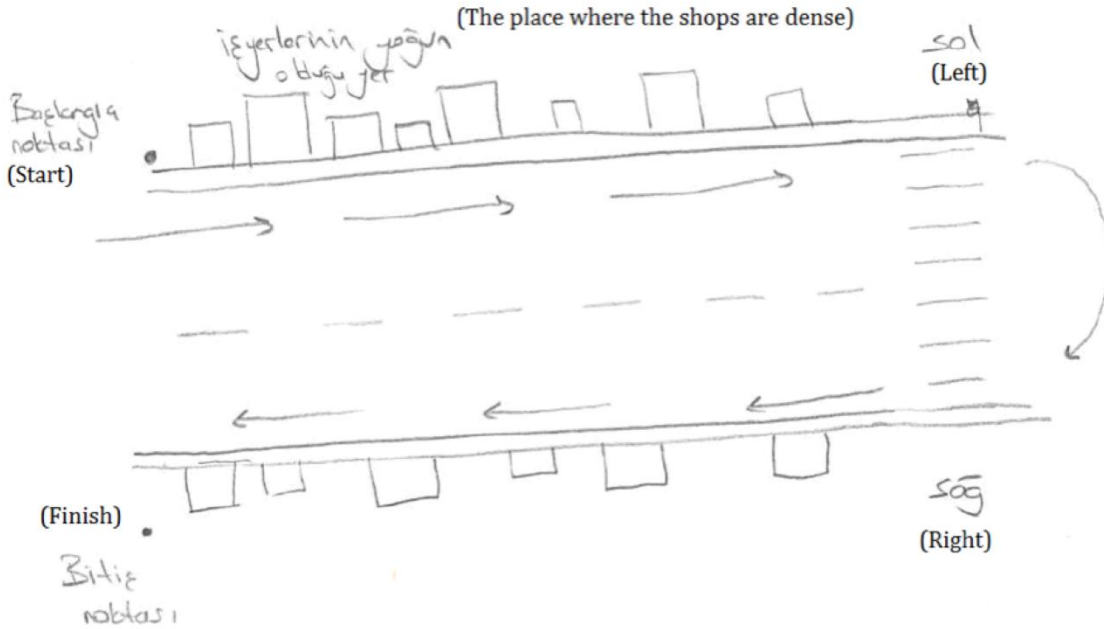 (The place where the shops are dense)
işyerlerinin yoğun
olduğu yer
sol
(Left)
Başlangıç
noktası
(Start)
(Finish)
Bitiş
noktası
sağ
(Right)